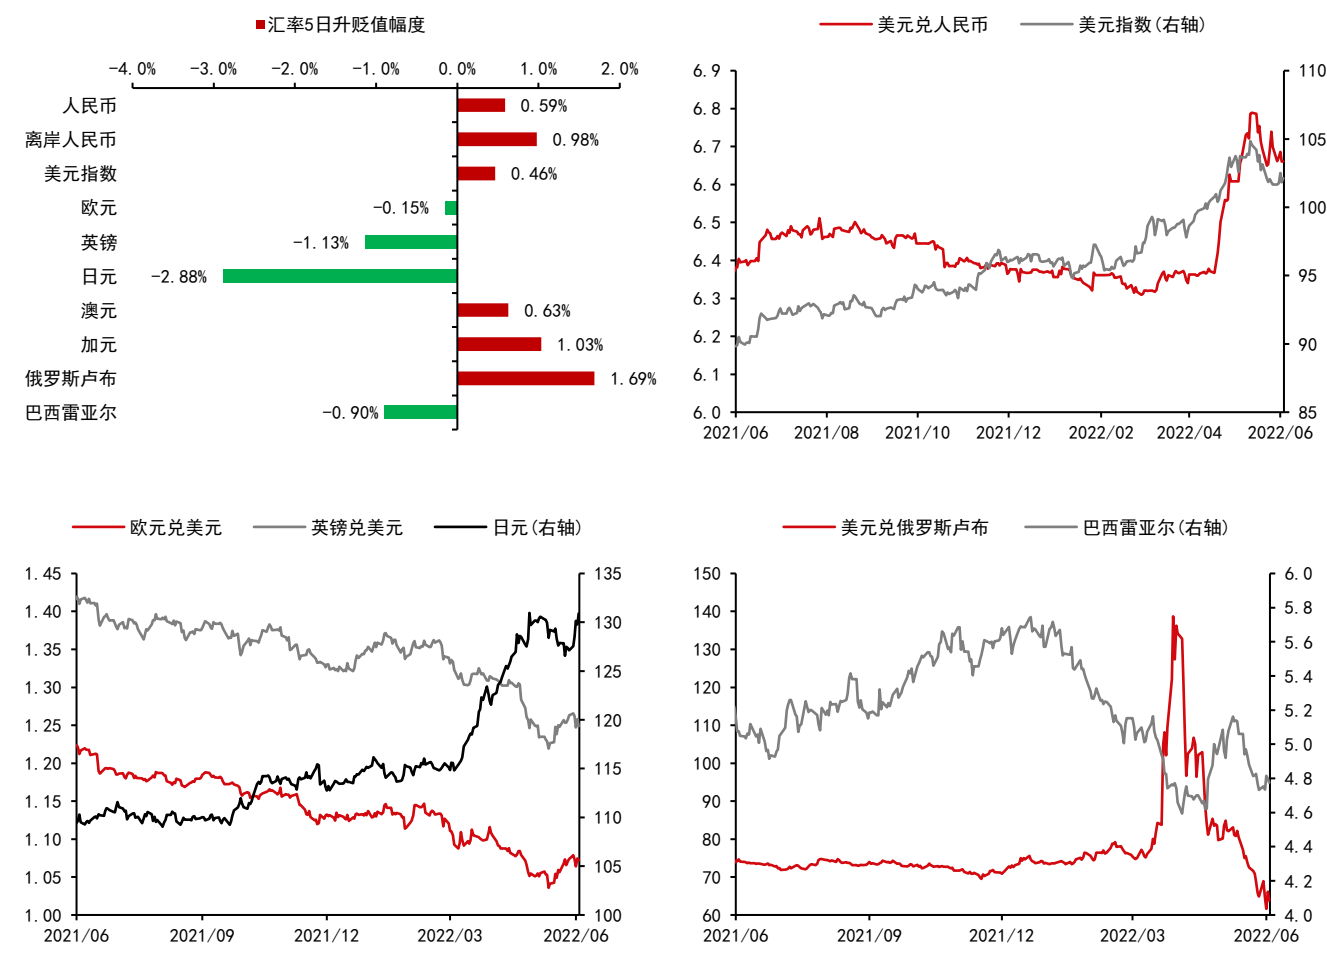 汇率5日升贬值幅度
-4.0% -3.0% -2.0% -1.0% 0.0% 1.0% 2.0%
人民币 0.59%
离岸人民币 0.98%
美元指数 0.46%
欧元 -0.15%
英镑 -1.13%
日元 -2.88%
澳元 0.63%
加元 1.03%
俄罗斯卢布 1.69%
巴西雷亚尔 -0.90%
美元兑人民币 美元指数(右轴)
6.9 110
6.8
6.7 105
6.6
6.5 100
6.4
6.3 95
6.2 90
6.1
6.0 85
2021/06 2021/08 2021/10 2021/12 2022/02 2022/04 2022/06
欧元兑美元 英镑兑美元 日元(右轴)
1.45 135
1.40 130
1.35 125
1.30
1.25 120
1.20 115
1.15 110
1.10
1.05 105
1.00 100
2021/06 2021/09 2021/12 2022/03 2022/06
美元兑俄罗斯卢布 巴西雷亚尔(右轴)
150 6.0
140 5.8
130 5.6
120 5.4
110 5.2
100 5.0
90 4.8
80 4.6
70 4.4
60 4.2
4.0
2021/06 2021/09 2021/12 2022/03 2022/06